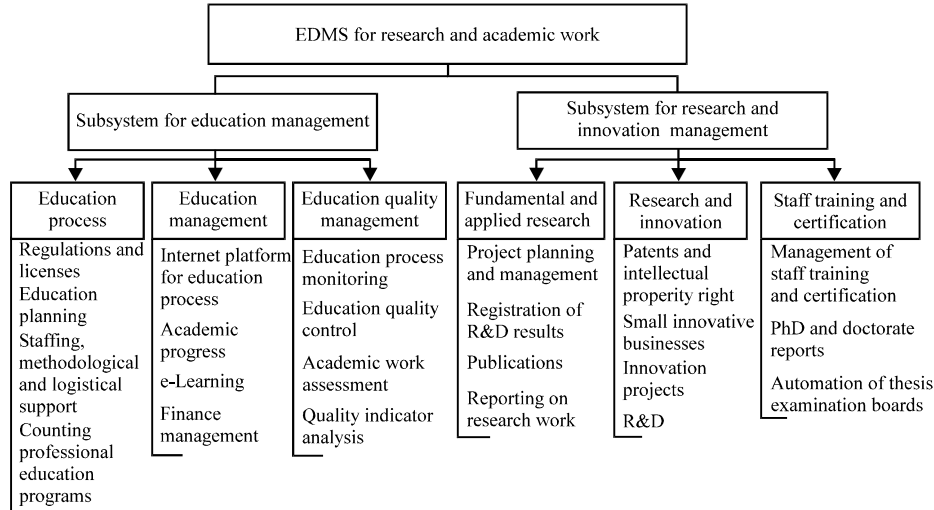 EDMS for research and academic work
Subsystem for education management
Subsystem for research and
innovation management
Education
process
Regulations and
licenses
Education
planning
Staffing,
methodological
and logistical
support
Counting
professional
education
programs
Education
management
Internet platform
for education
process
Academic
progress
e-Learning
Finance
management
Education quality
management
Education process
monitoring
Education quality
control
Academic work
assessment
Quality indicator
analysis
Fundamental and
applied research
Project planning
and management
Registration of
R&D results
Publications
Reporting on
research work
Research and
innovation
Patents and
intellectual
properity right
Small innovative
businesses
Innovation
projects
R&D
Staff training and
certification
Management of
staff training
and certification
PhD and doctorate
reports
Automation of thesis
examination boards